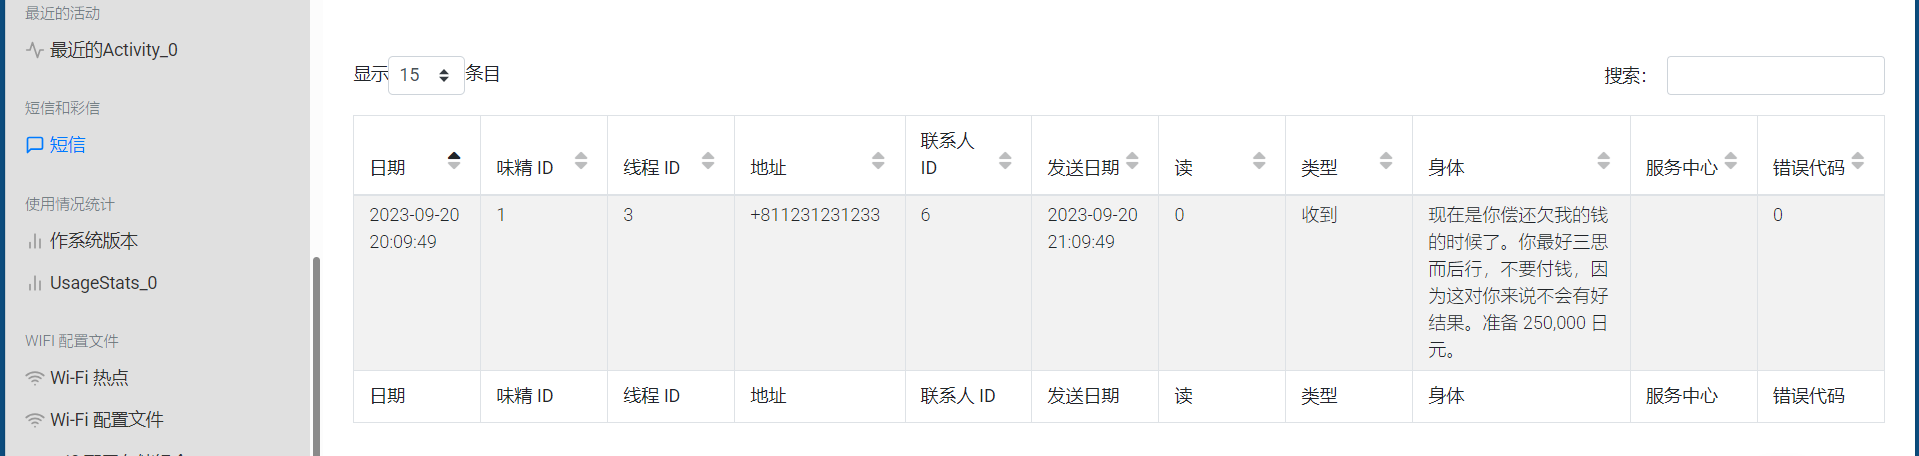 最近的活动
最近的Activity_0
短信和彩信
短信
使用情况统计
作系统版本
UsageStats_0
WIFI 配置文件
Wi-Fi 热点
Wi-Fi 配置文件
显示 15 条目
搜索：
日期 味精 ID 线程 ID 地址 联系人 ID 发送日期 读 类型 身体 服务中心 错误代码
2023-09-20 20:09:49 1 3 +811231231233 6 2023-09-20 21:09:49 0 收到 现在是你偿还欠我的钱的时候了。你最好三思而后行，不要付钱，因为这对你来说不会有好结果。准备 250,000 日元。 0
日期 味精 ID 线程 ID 地址 联系人 ID 发送日期 读 类型 身体 服务中心 错误代码